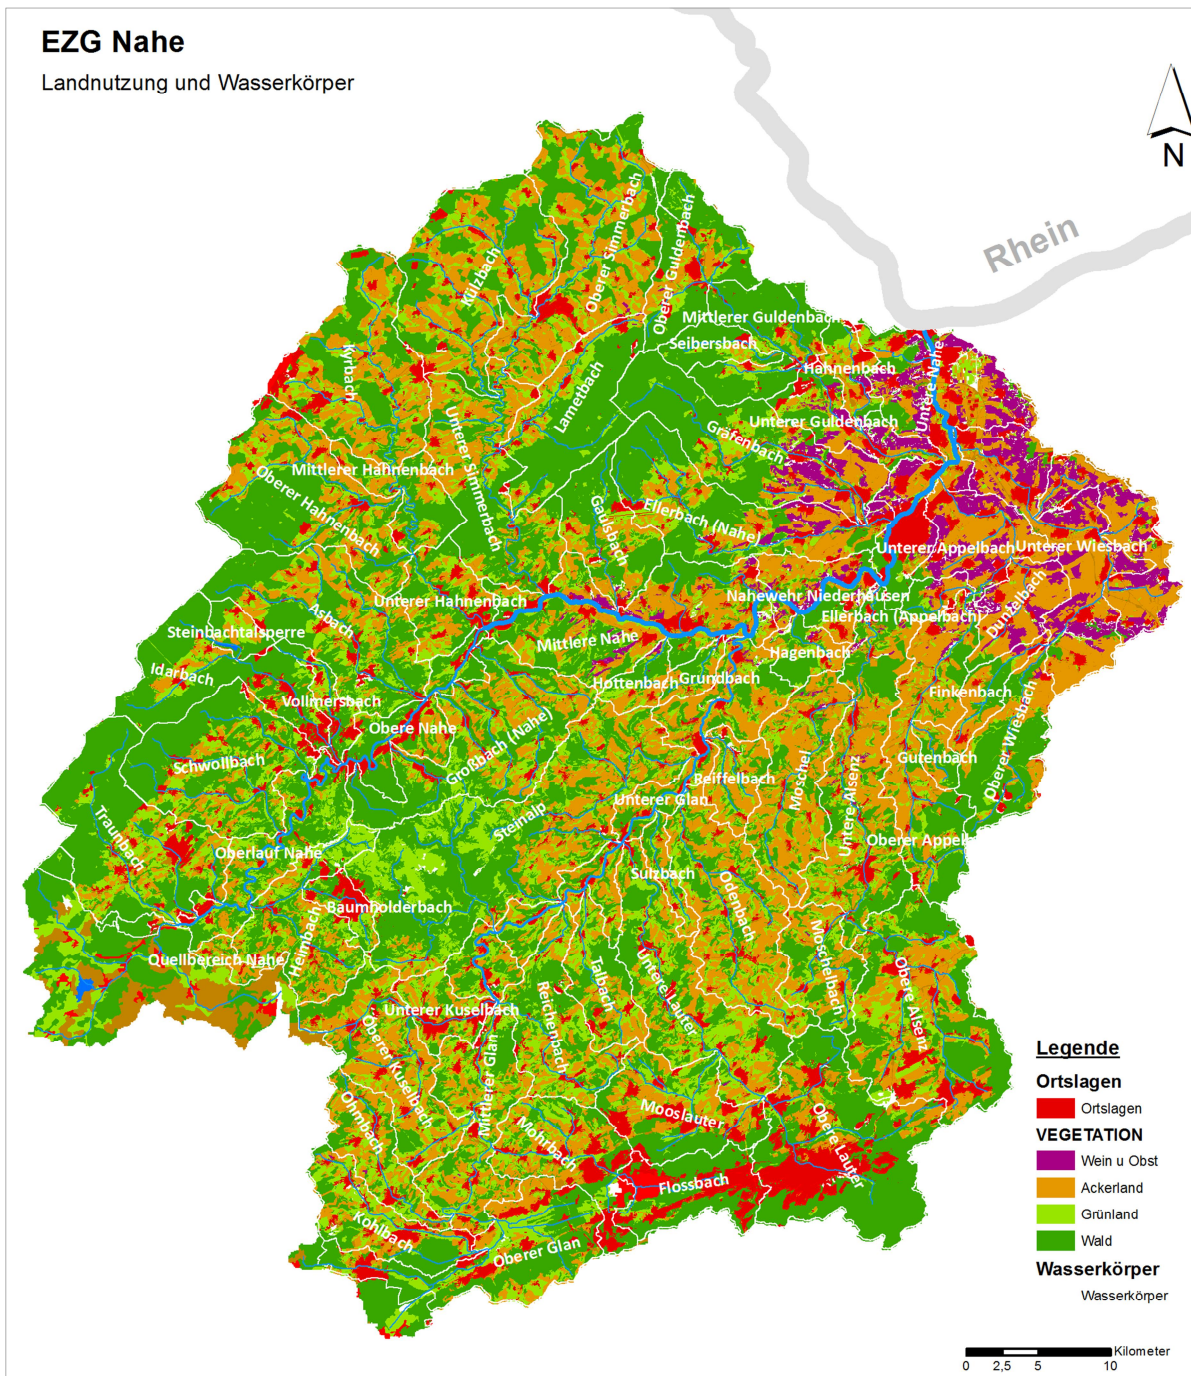 EZG Nahe
Landnutzung und Wasserkörper
N
Rhein
Oberer Simmerbach
Oberer Guldenbach
Külzbach
Mittlerer Guldenbach
Seibersbach
Kyrbach
Hahnenbach
Untere Nahe
Lametbach
Unterer Guldenbach
Gräfenbach
Unterer Simmerbach
Mittlerer Hahnenbach
Oberer Hahnenbach
Gaulsbach
Ellerbach (Nahe)
Unterer Appelbach
Unterer Wiesbach
Nahewehr Niederhausen
Unterer Hahnenbach
Ellerbach (Appelbach)
Dunzelbach
Asbach
Steinbachtalsperre
Mittlere Nahe
Hagenbach
Idarbach
Hottenbach
Grundbach
Finkenbach
Vollmersbach
Obere Nahe
Großbach (Nahe)
Oberer Wiesbach
Schwollbach
Gutenbach
Reiffelbach
Moschel
Untere Alsenz
Unterer Glan
Steinalp
Traunbach
Oberlauf Nahe
Oberer Appel
Sulzbach
Odenbach
Baumholderbach
Heimbach
Quellbereich Nahe
Moschelbach
Obere Alsenz
Talbach
Untere Lauter
Reichenbach
Unterer Kuselbach
Oberer Kuselbach
Mittlerer Glan
Ohmbach
Mooslauter
Mohrbach
Obere Lauter
Flossbach
Kohlbach
Oberer Glan
Legende
Ortslagen
Ortslagen
VEGETATION
Wein u Obst
Ackerland
Grünland
Wald
Wasserkörper
Wasserkörper
Kilometer
0 2,5 5 10